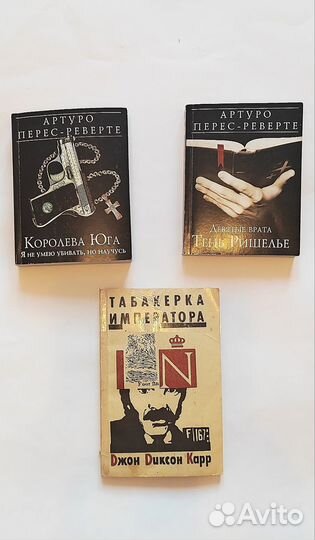 АРТУРО
ПЕРЕС-РЕВЕРТЕ
КОРОЛЕВА ЮГА
Я НЕ УМЕЮ УБИВАТЬ, НО НАУЧУСЬ
АРТУРО
ПЕРЕС-РЕВЕРТЕ
ДЕВЯТЫЕ ВРАТА
ТЕНЬ РИШЕЛЬЕ
ТАБАКЕРКА
ИМПЕРАТОРА
N
F 167
Джон Диксон Карр
Avito